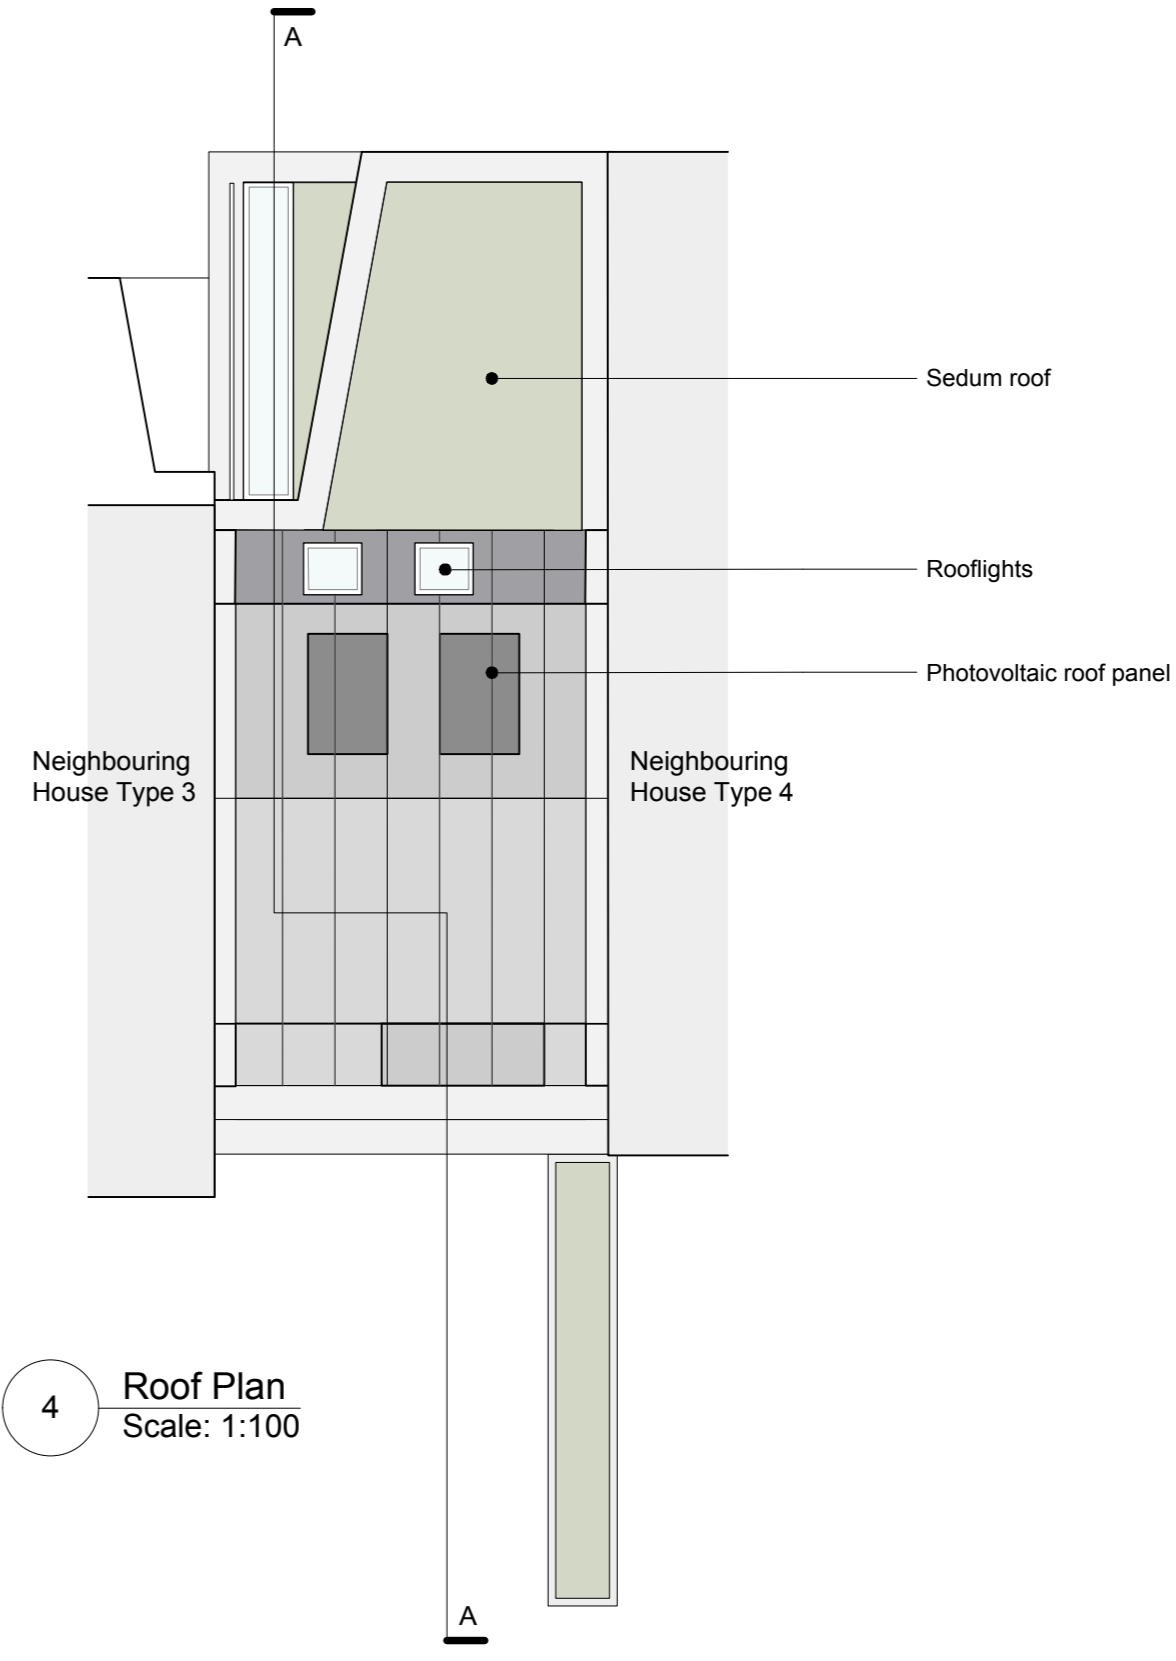 A
Sedum roof
Rooflights
Photovoltaic roof panel
Neighbouring
House Type 3
Neighbouring
House Type 4
4
Roof Plan
Scale: 1:100
A